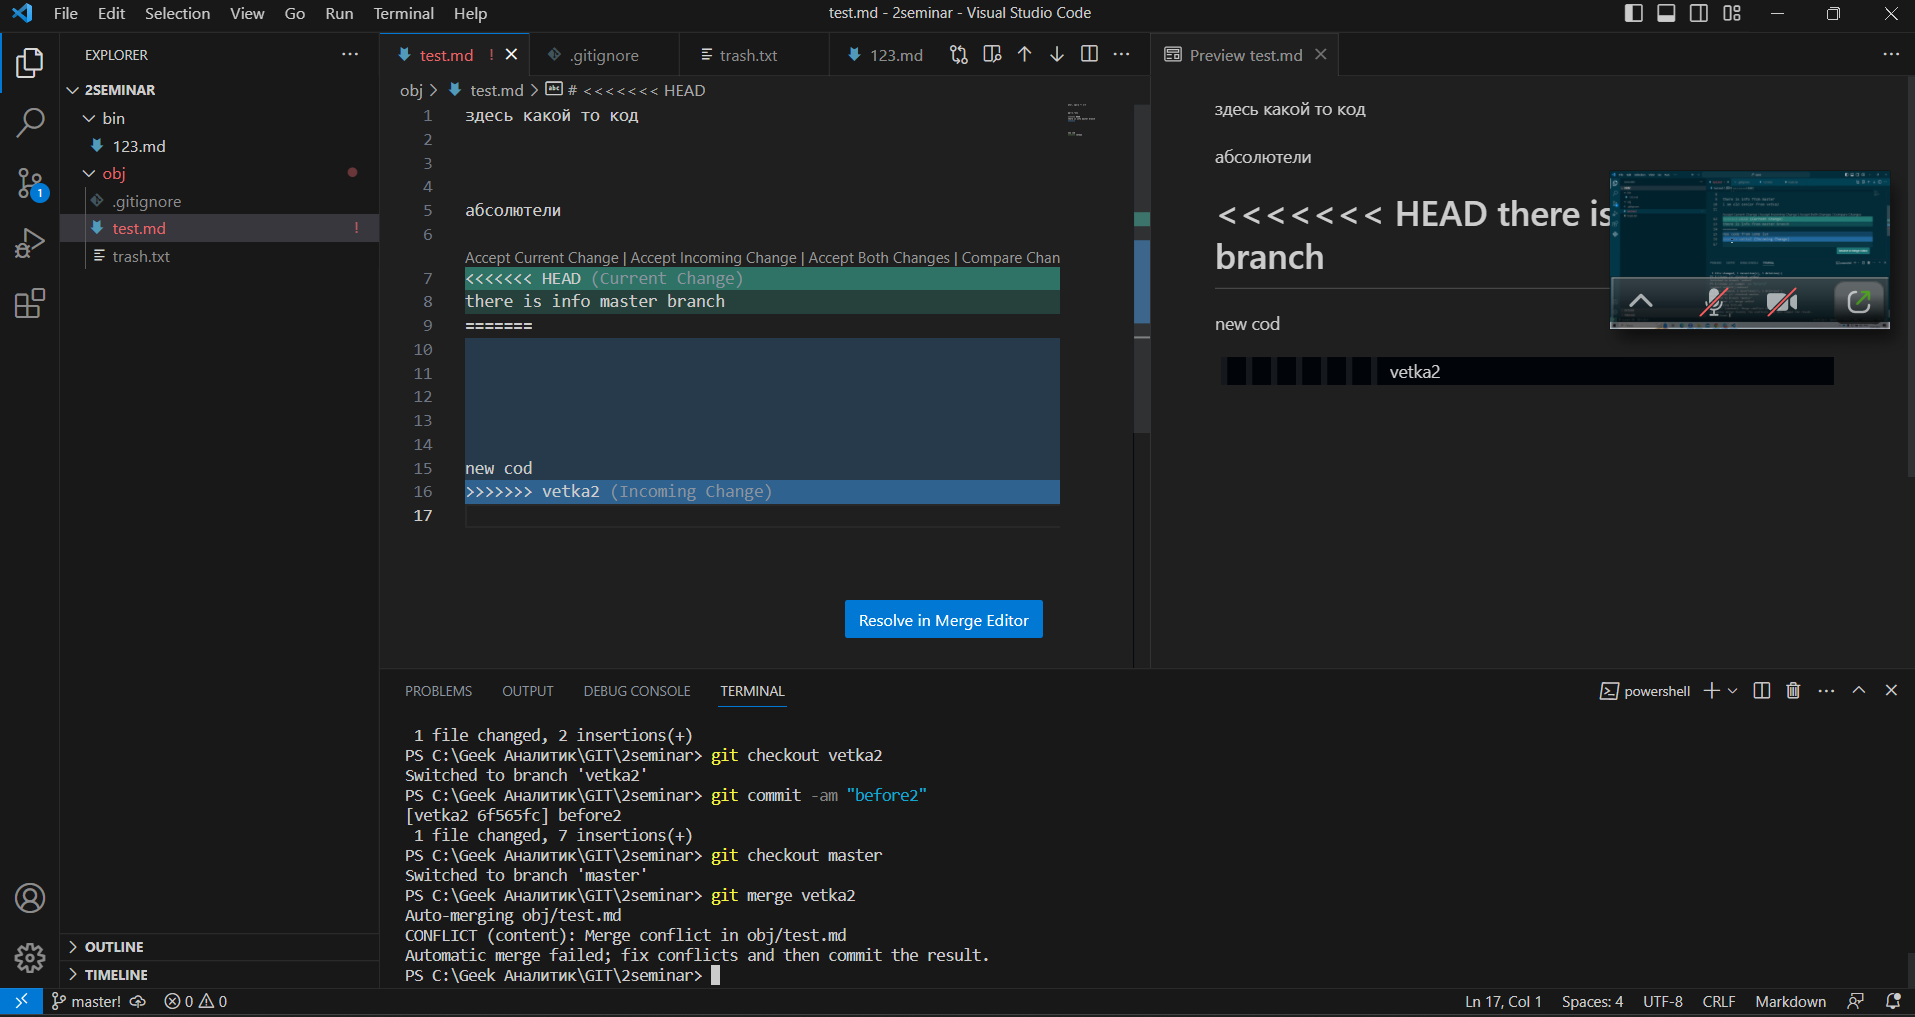 File Edit Selection View Go Run Terminal Help
test.md - 2seminar - Visual Studio Code
EXPLORER
2SEMINAR
bin
123.md
obj
.gitignore
test.md !
trash.txt
OUTLINE
TIMELINE
test.md ! .gitignore trash.txt 123.md
obj > test.md > abc # <<<<<<< HEAD
1 здесь какой то код
2
3
4
5 абсолютели
6
Accept Current Change | Accept Incoming Change | Accept Both Changes | Compare Chan
7 <<<<<<< HEAD (Current Change)
8 there is info master branch
9 =======
10
11
12
13
14
15 new cod
16 >>>>>>> vetka2 (Incoming Change)
17
Resolve in Merge Editor
Preview test.md
здесь какой то код
абсолютели
<<<<<<< HEAD there is
branch
new cod
vetka2
PROBLEMS OUTPUT DEBUG CONSOLE TERMINAL
powershell
1 file changed, 2 insertions(+)
PS C:\Geek Аналитик\GIT\2seminar> git checkout vetka2
Switched to branch 'vetka2'
PS C:\Geek Аналитик\GIT\2seminar> git commit -am "before2"
[vetka2 6f565fc] before2
1 file changed, 7 insertions(+)
PS C:\Geek Аналитик\GIT\2seminar> git checkout master
Switched to branch 'master'
PS C:\Geek Аналитик\GIT\2seminar> git merge vetka2
Auto-merging obj/test.md
CONFLICT (content): Merge conflict in obj/test.md
Automatic merge failed; fix conflicts and then commit the result.
PS C:\Geek Аналитик\GIT\2seminar>
1
master! 0 0
Ln 17, Col 1 Spaces: 4 UTF-8 CRLF Markdown